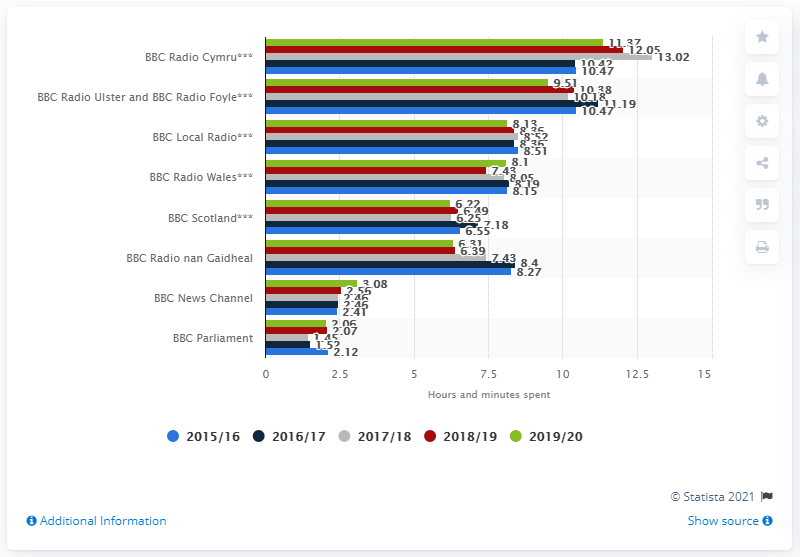 BBC Radio Cymru***
11.37
12.05
13.02
10.42
10.47
BBC Radio Ulster and BBC Radio Foyle***
9.51
10.38
10.18
11.19
10.47
BBC Local Radio***
8.13
8.36
8.52
8.36
8.51
BBC Radio Wales***
8.1
7.43
8.05
8.19
8.15
BBC Scotland***
6.22
6.49
6.25
7.18
6.55
BBC Radio nan Gaidheal
6.31
6.39
7.43
8.4
8.27
BBC News Channel
3.08
2.56
2.46
2.46
2.41
BBC Parliament
2.06
2.07
1.45
1.52
2.12
0 2.5 5 7.5 10 12.5 15
Hours and minutes spent
2015/16 2016/17 2017/18 2018/19 2019/20
© Statista 2021
Additional Information
Show source